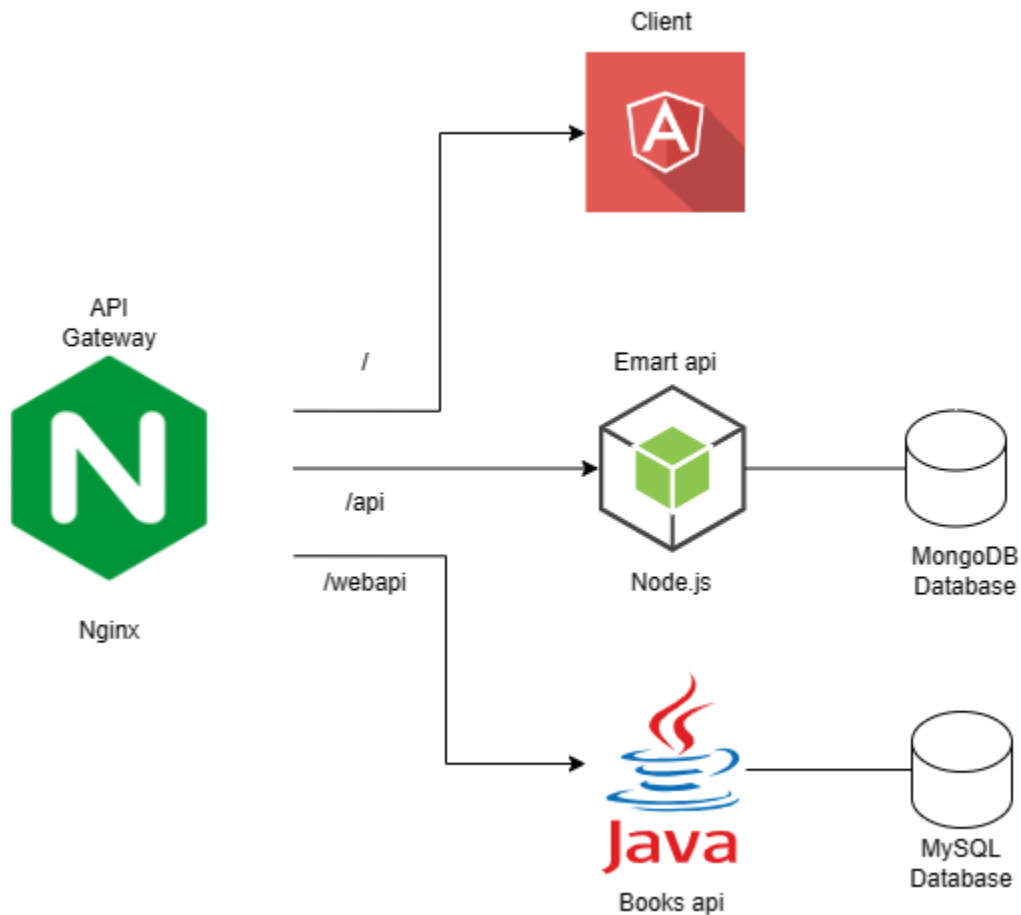 Client
API
Gateway
/
Emart api
/api
/webapi
Node.js
MongoDB
Database
Nginx
Java
MySQL
Database
Books api